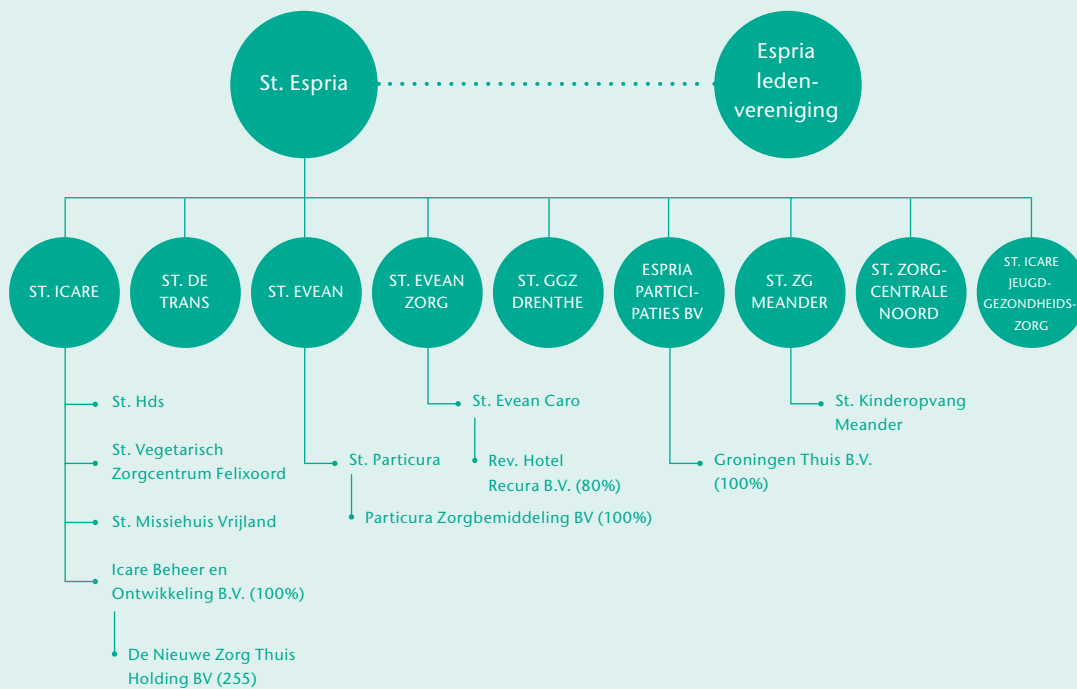 St. Espria
Espria
leden-
vereniging
ST. ICARE
ST. DE
TRANS
ST. EVEAN
ST. EVEAN
ZORG
ST. GGZ
DRENTHE
ESPRIA
PARTICI-
PATIES BV
ST. ZG
MEANDER
ST. ZORG-
CENTRALE
NOORD
ST. ICARE
JEUGD-
GEZONDHEIDS-
ZORG
St. Hds
St. Vegetarisch
Zorgcentrum Felixoord
St. Missiehuis Vrijland
Icare Beheer en
Ontwikkeling B.V. (100%)
De Nieuwe Zorg Thuis
Holding BV (255)
St. Particura
Particura Zorgbemiddeling BV (100%)
St. Evean Caro
Rev. Hotel
Recura B.V. (80%)
Groningen Thuis B.V.
(100%)
St. Kinderopvang
Meander